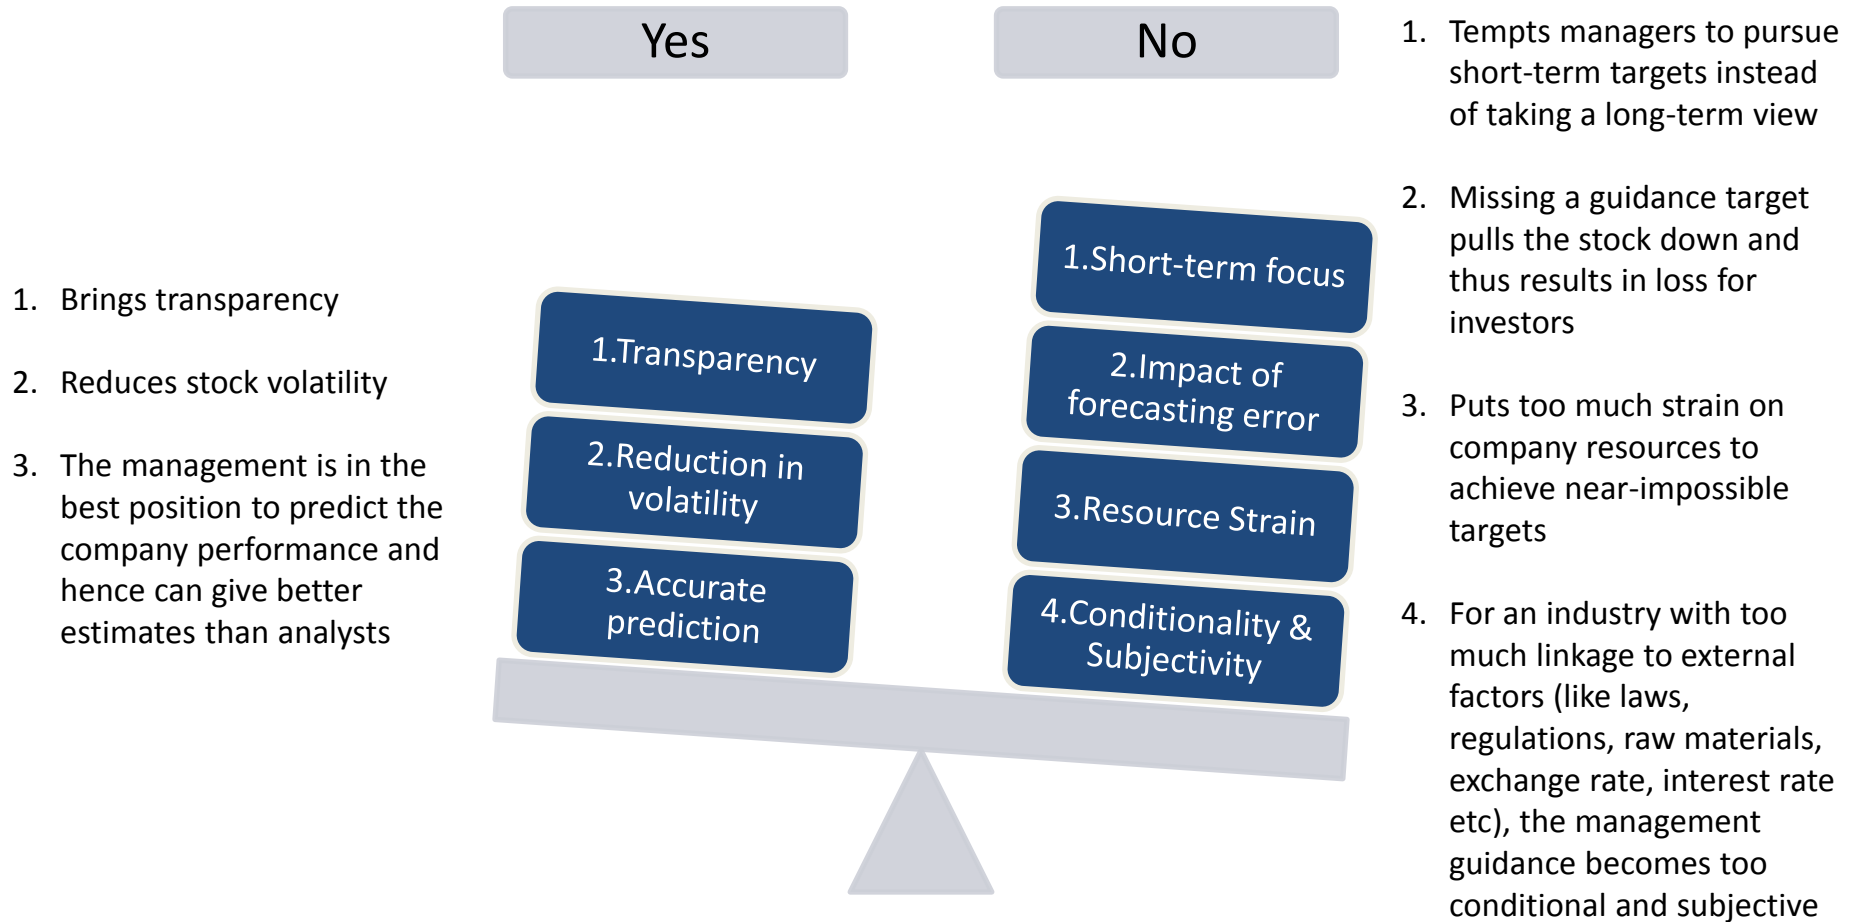 Yes
No
1. Brings transparency
2. Reduces stock volatility
3. The management is in the
best position to predict the
company performance and
hence can give better
estimates than analysts
1.Transparency
2.Reduction in
volatility
3.Accurate
prediction
1.Short-term focus
2.Impact of
forecasting error
3.Resource Strain
4.Conditionality &
Subjectivity
1. Tempts managers to pursue
short-term targets instead
of taking a long-term view
2. Missing a guidance target
pulls the stock down and
thus results in loss for
investors
3. Puts too much strain on
company resources to
achieve near-impossible
targets
4. For an industry with too
much linkage to external
factors (like laws,
regulations, raw materials,
exchange rate, interest rate
etc), the management
guidance becomes too
conditional and subjective